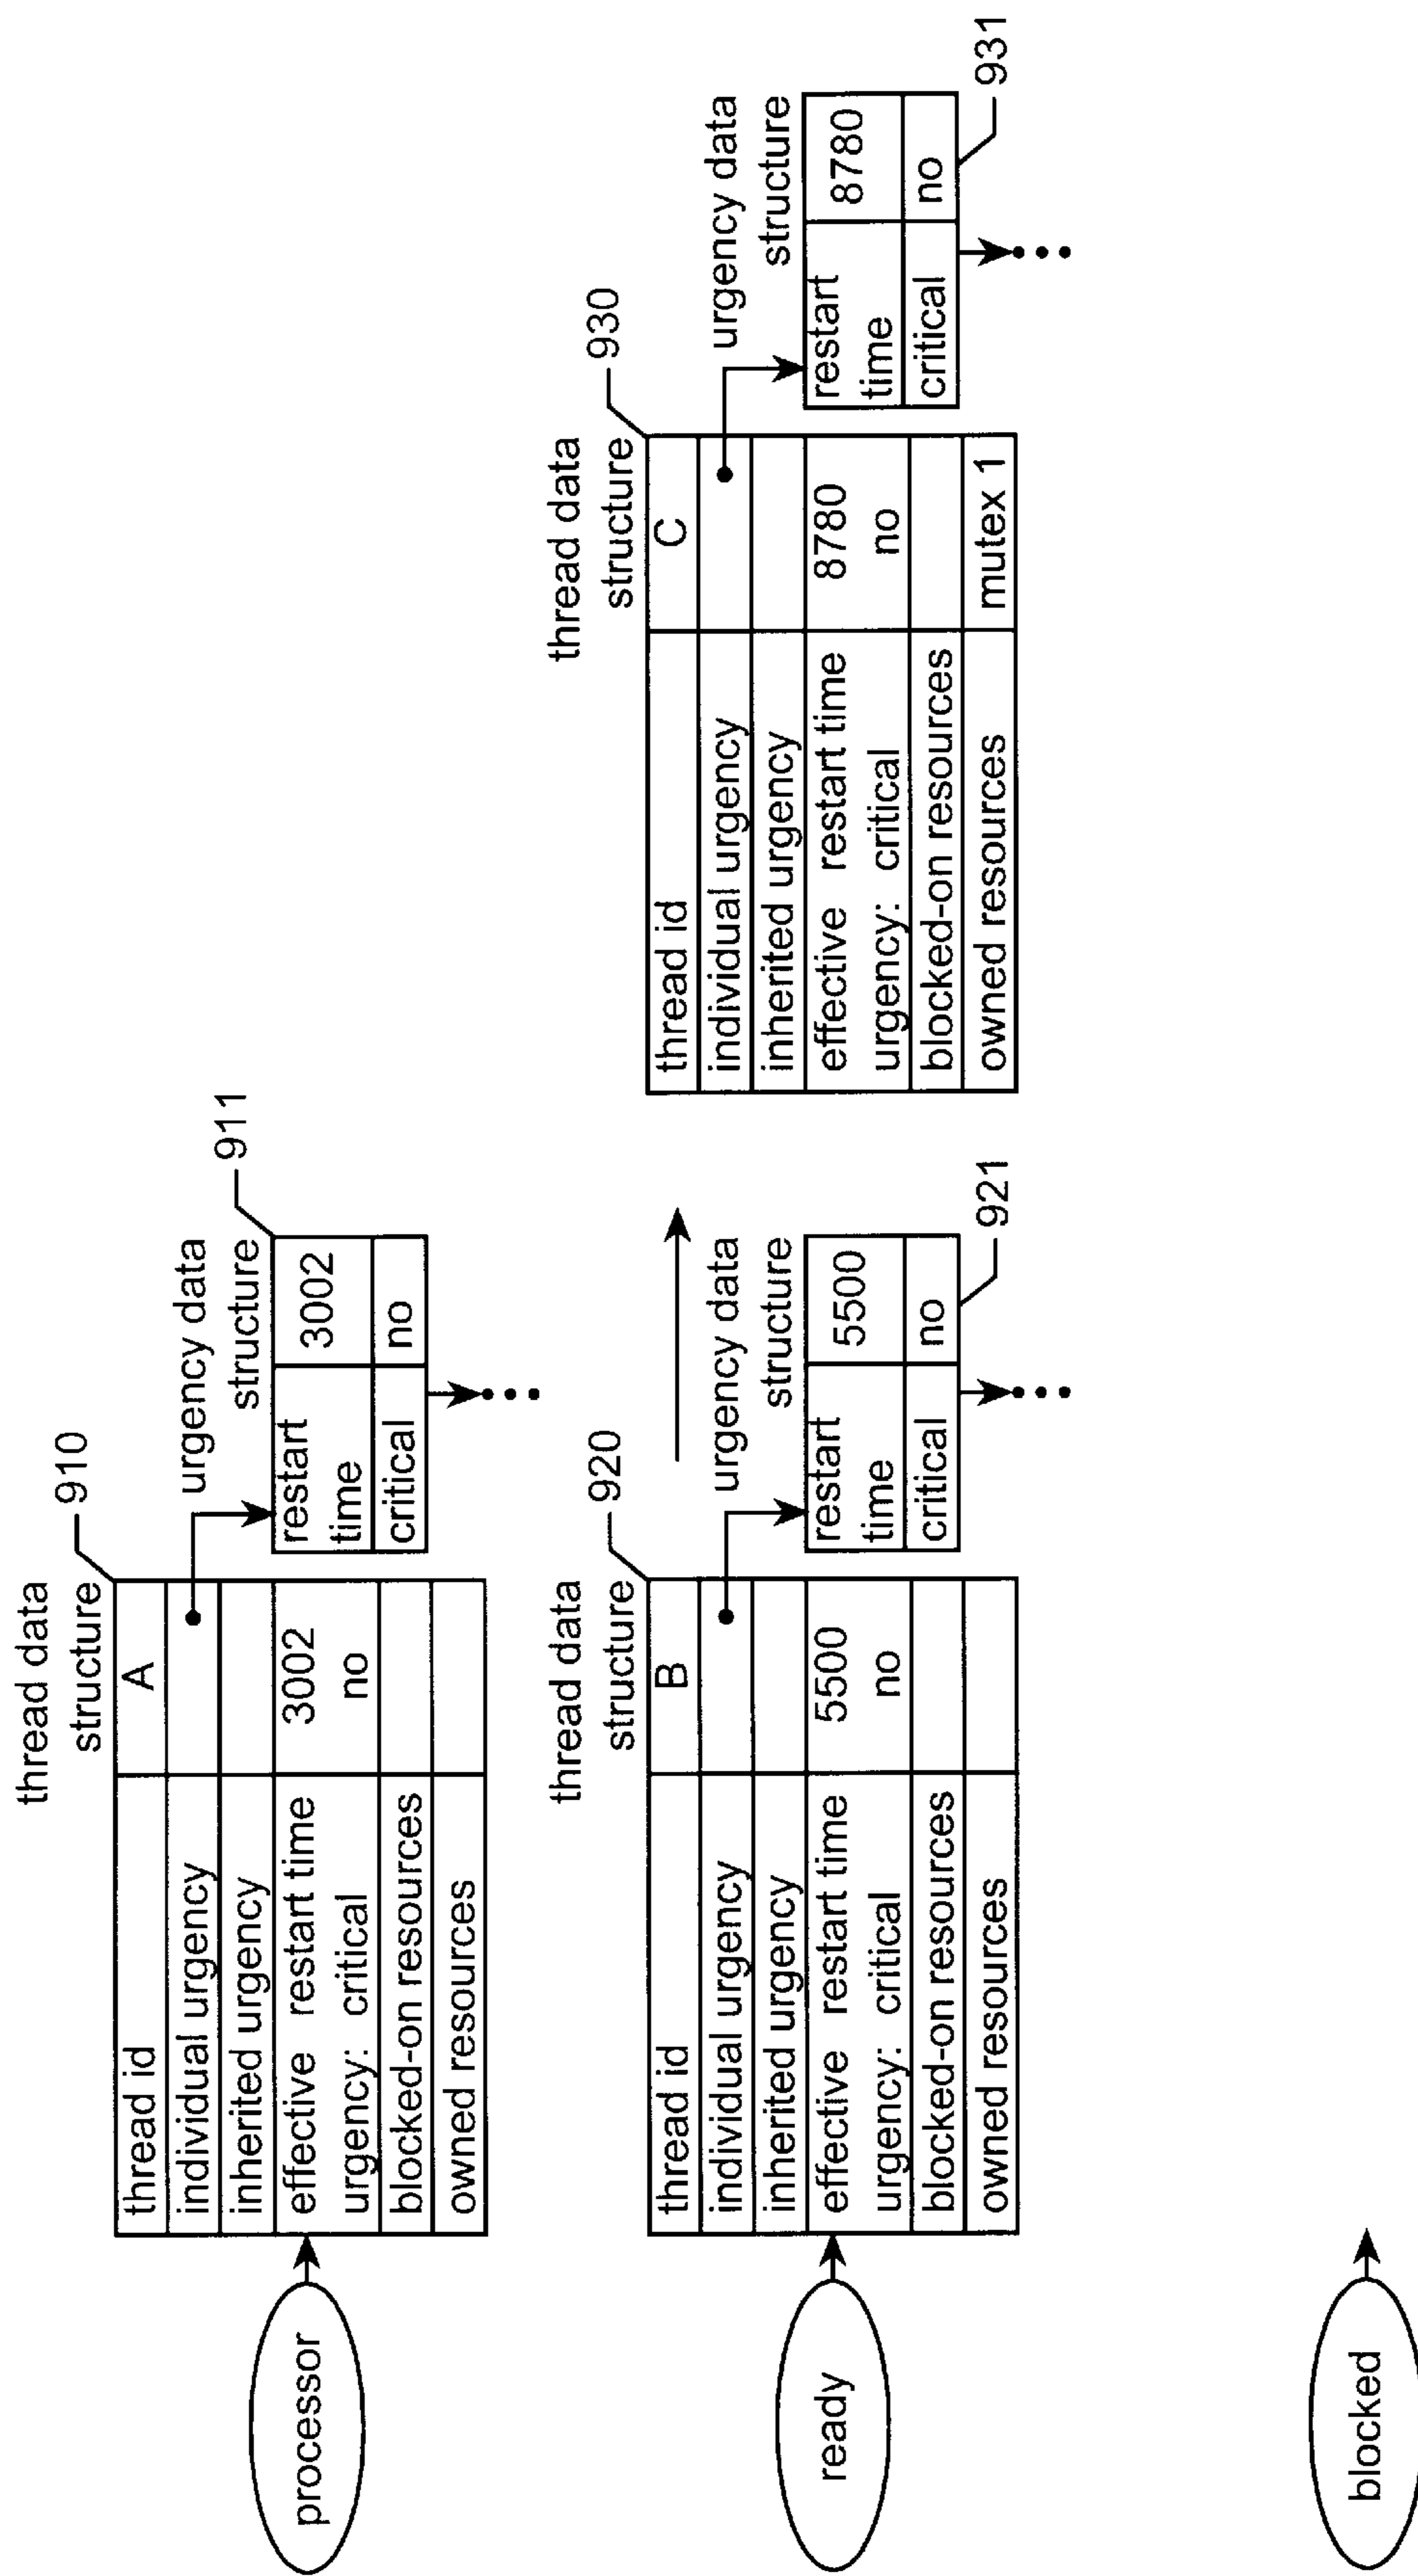 thread data
structure
910
urgency data
structure
911
thread id A
individual urgency
inherited urgency
effective restart time 3002
urgency: critical no
blocked-on resources
owned resources
restart
time 3002
critical no
processor
thread data
structure
920
urgency data
structure
thread id B
individual urgency
inherited urgency
effective restart time 5500
urgency: critical no
blocked-on resources
owned resources
restart
time 5500
critical no
921
ready
thread data
structure
930
urgency data
structure
thread id C
individual urgency
inherited urgency
effective restart time 8780
urgency: critical no
blocked-on resources
owned resources mutex 1
restart
time 8780
critical no
931
blocked